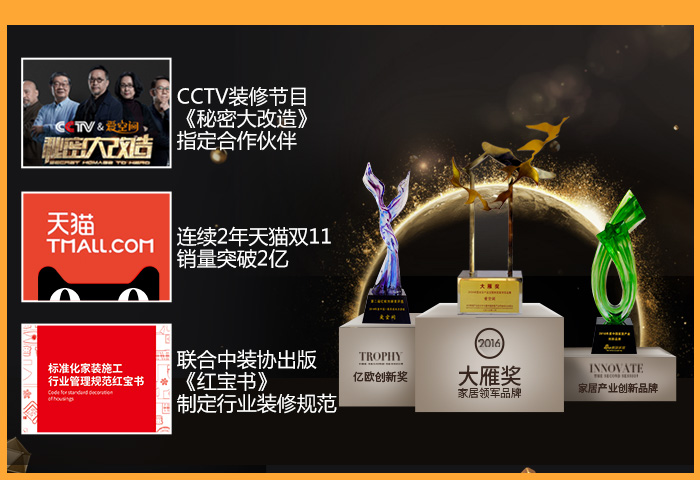 CCTV & 爱空间
秘密大改造
SECRET HOMAGE TO HERO
CCTV装修节目
《秘密大改造》
指定合作伙伴
天猫
TMALL.COM
连续2年天猫双11
销量突破2亿
标准化家装施工
行业管理规范红宝书
Code for standard decoration
of housings
联合中装协出版
《红宝书》
制定行业装修规范
大雁奖
爱空间
TROPHY
亿欧创新奖
2016
大雁奖
家居领军品牌
INNOVATE
家居产业创新品牌